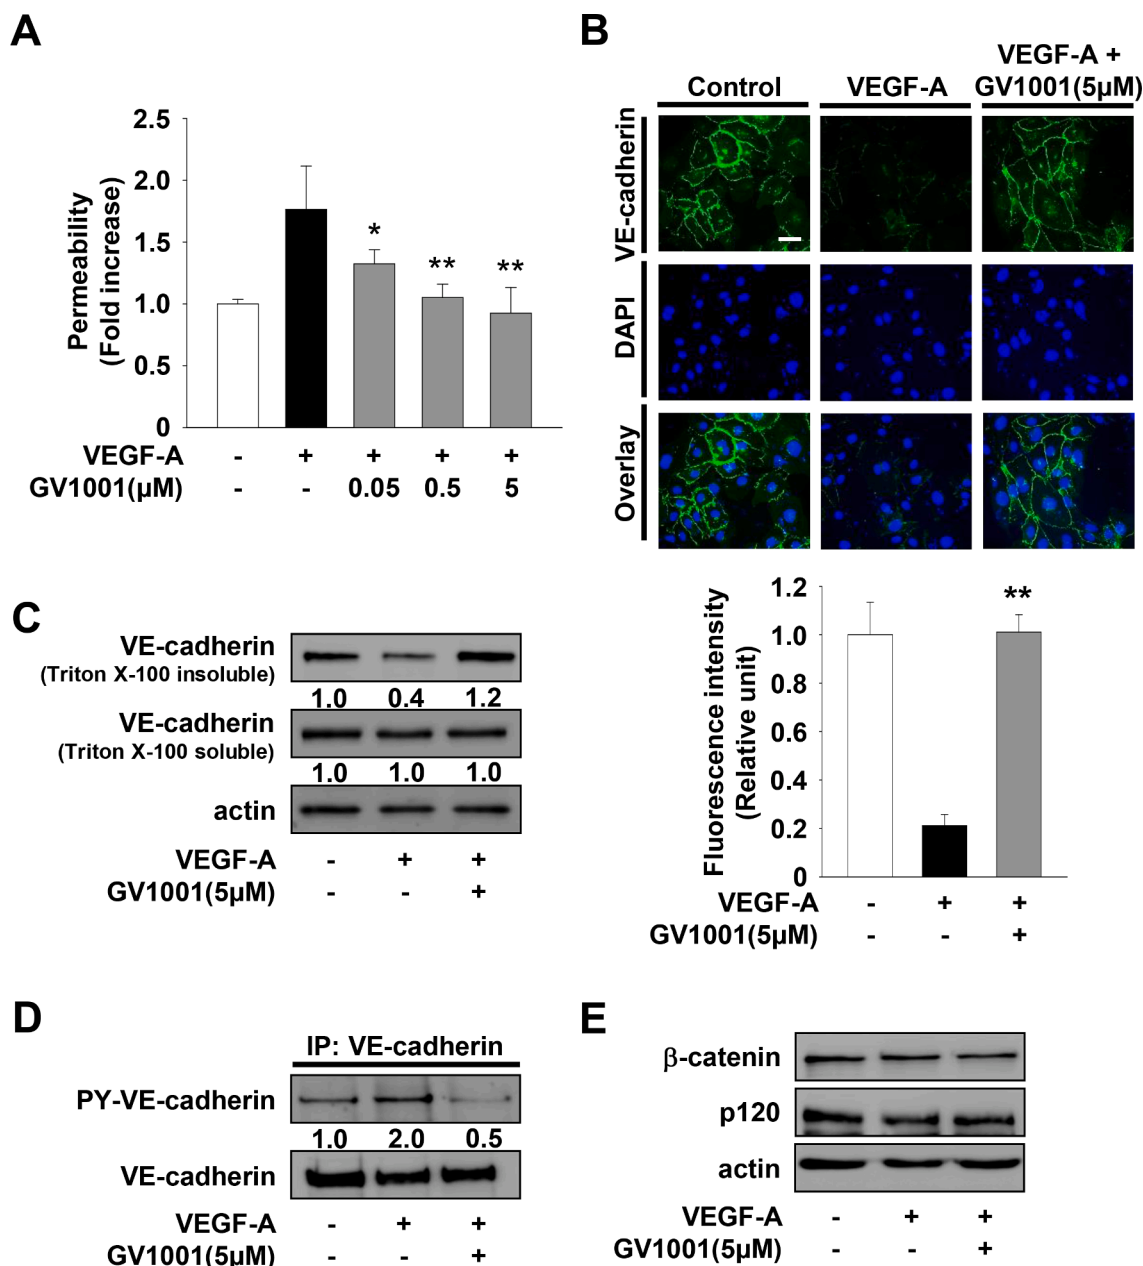 A
2.5
2.0
1.5
1.0
0.5
0
Permeability
(Fold increase)
*
**
**
VEGF-A - + + + +
GV1001(µM) - - 0.05 0.5 5
B
Control
VEGF-A
VEGF-A +
GV1001(5µM)
VE-cadherin
DAPI
Overlay
1.2
1.0
0.8
0.6
0.4
0.2
0
Fluorescence intensity
(Relative unit)
**
VEGF-A - + +
GV1001(5µM) - - +
C
VE-cadherin
(Triton X-100 insoluble)
1.0 0.4 1.2
VE-cadherin
(Triton X-100 soluble)
1.0 1.0 1.0
actin
VEGF-A - + +
GV1001(5µM) - - +
D
IP: VE-cadherin
PY-VE-cadherin
1.0 2.0 0.5
VE-cadherin
VEGF-A - + +
GV1001(5µM) - - +
E
β-catenin
p120
actin
VEGF-A - + +
GV1001(5µM) - - +